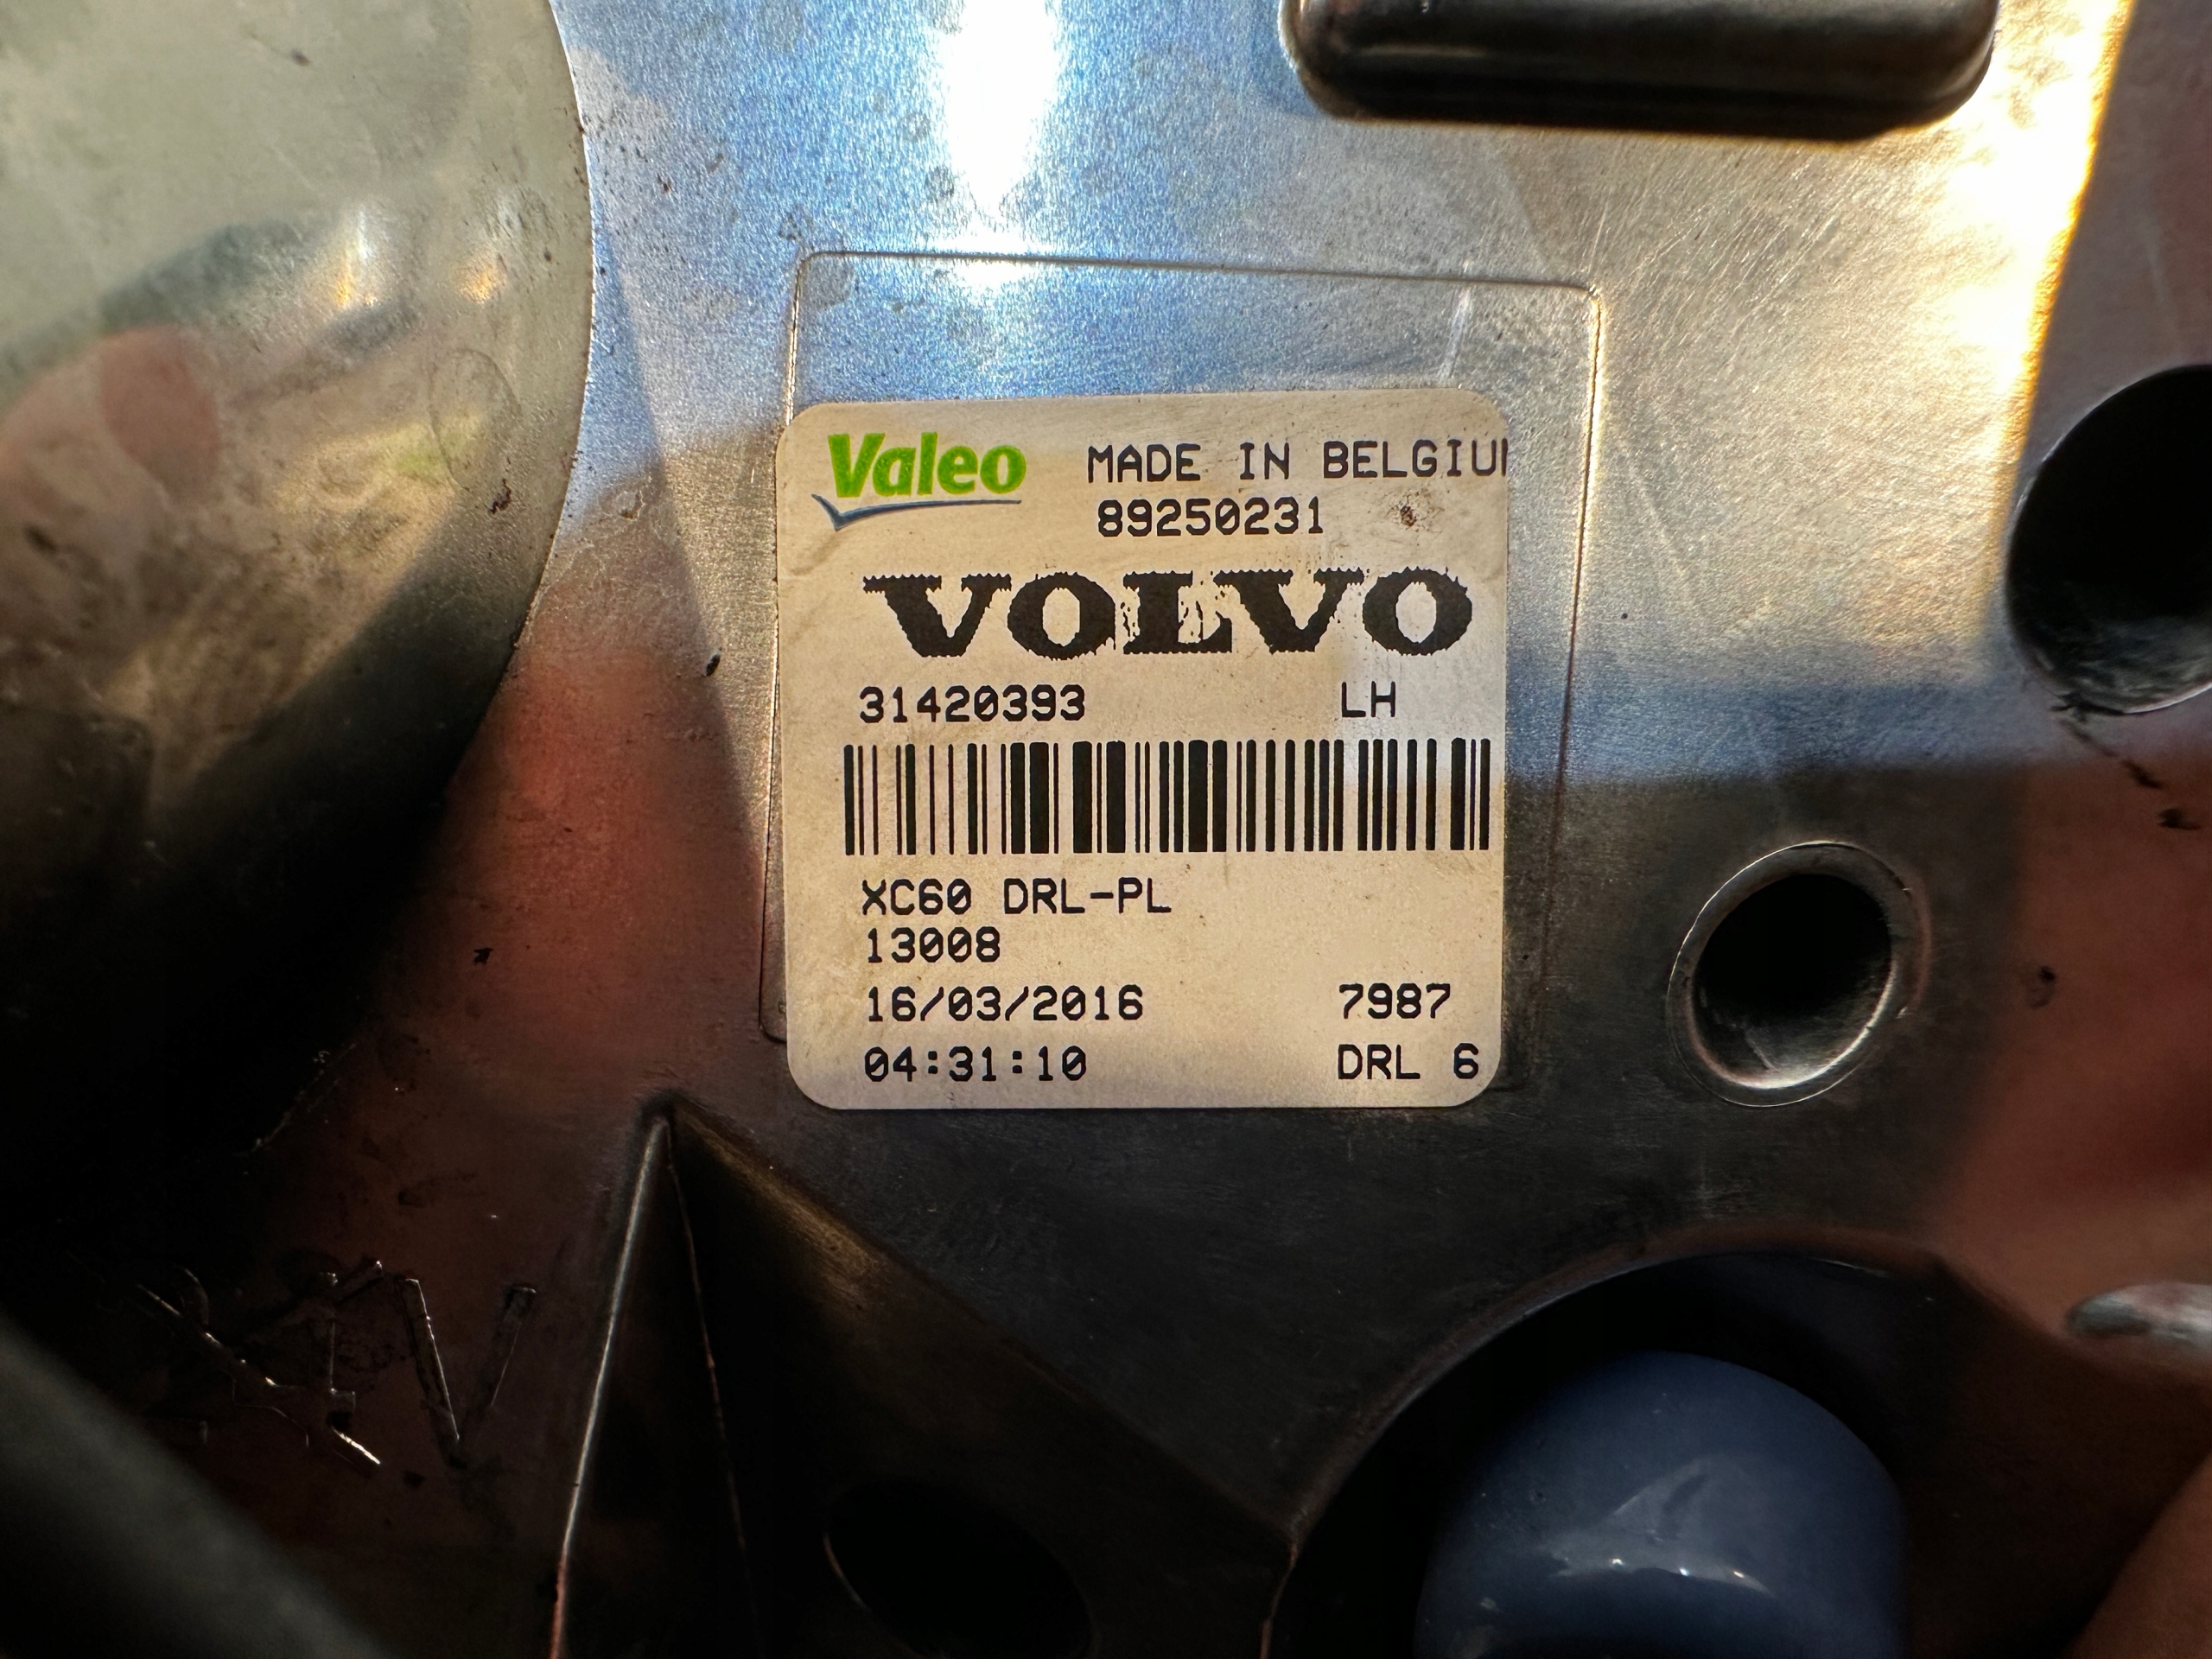 Valeo MADE IN BELGIU
89250231
VOLVO
31420393 LH
XC60 DRL-PL
13008
16/03/2016 7987
04:31:10 DRL 6